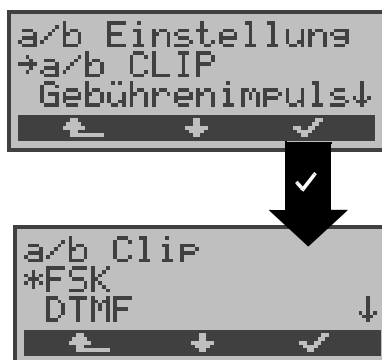 a/b Einstellung
→a/b CLIP
Gebührenimpuls↓
a/b Clip
*FSK
DTMF ↓